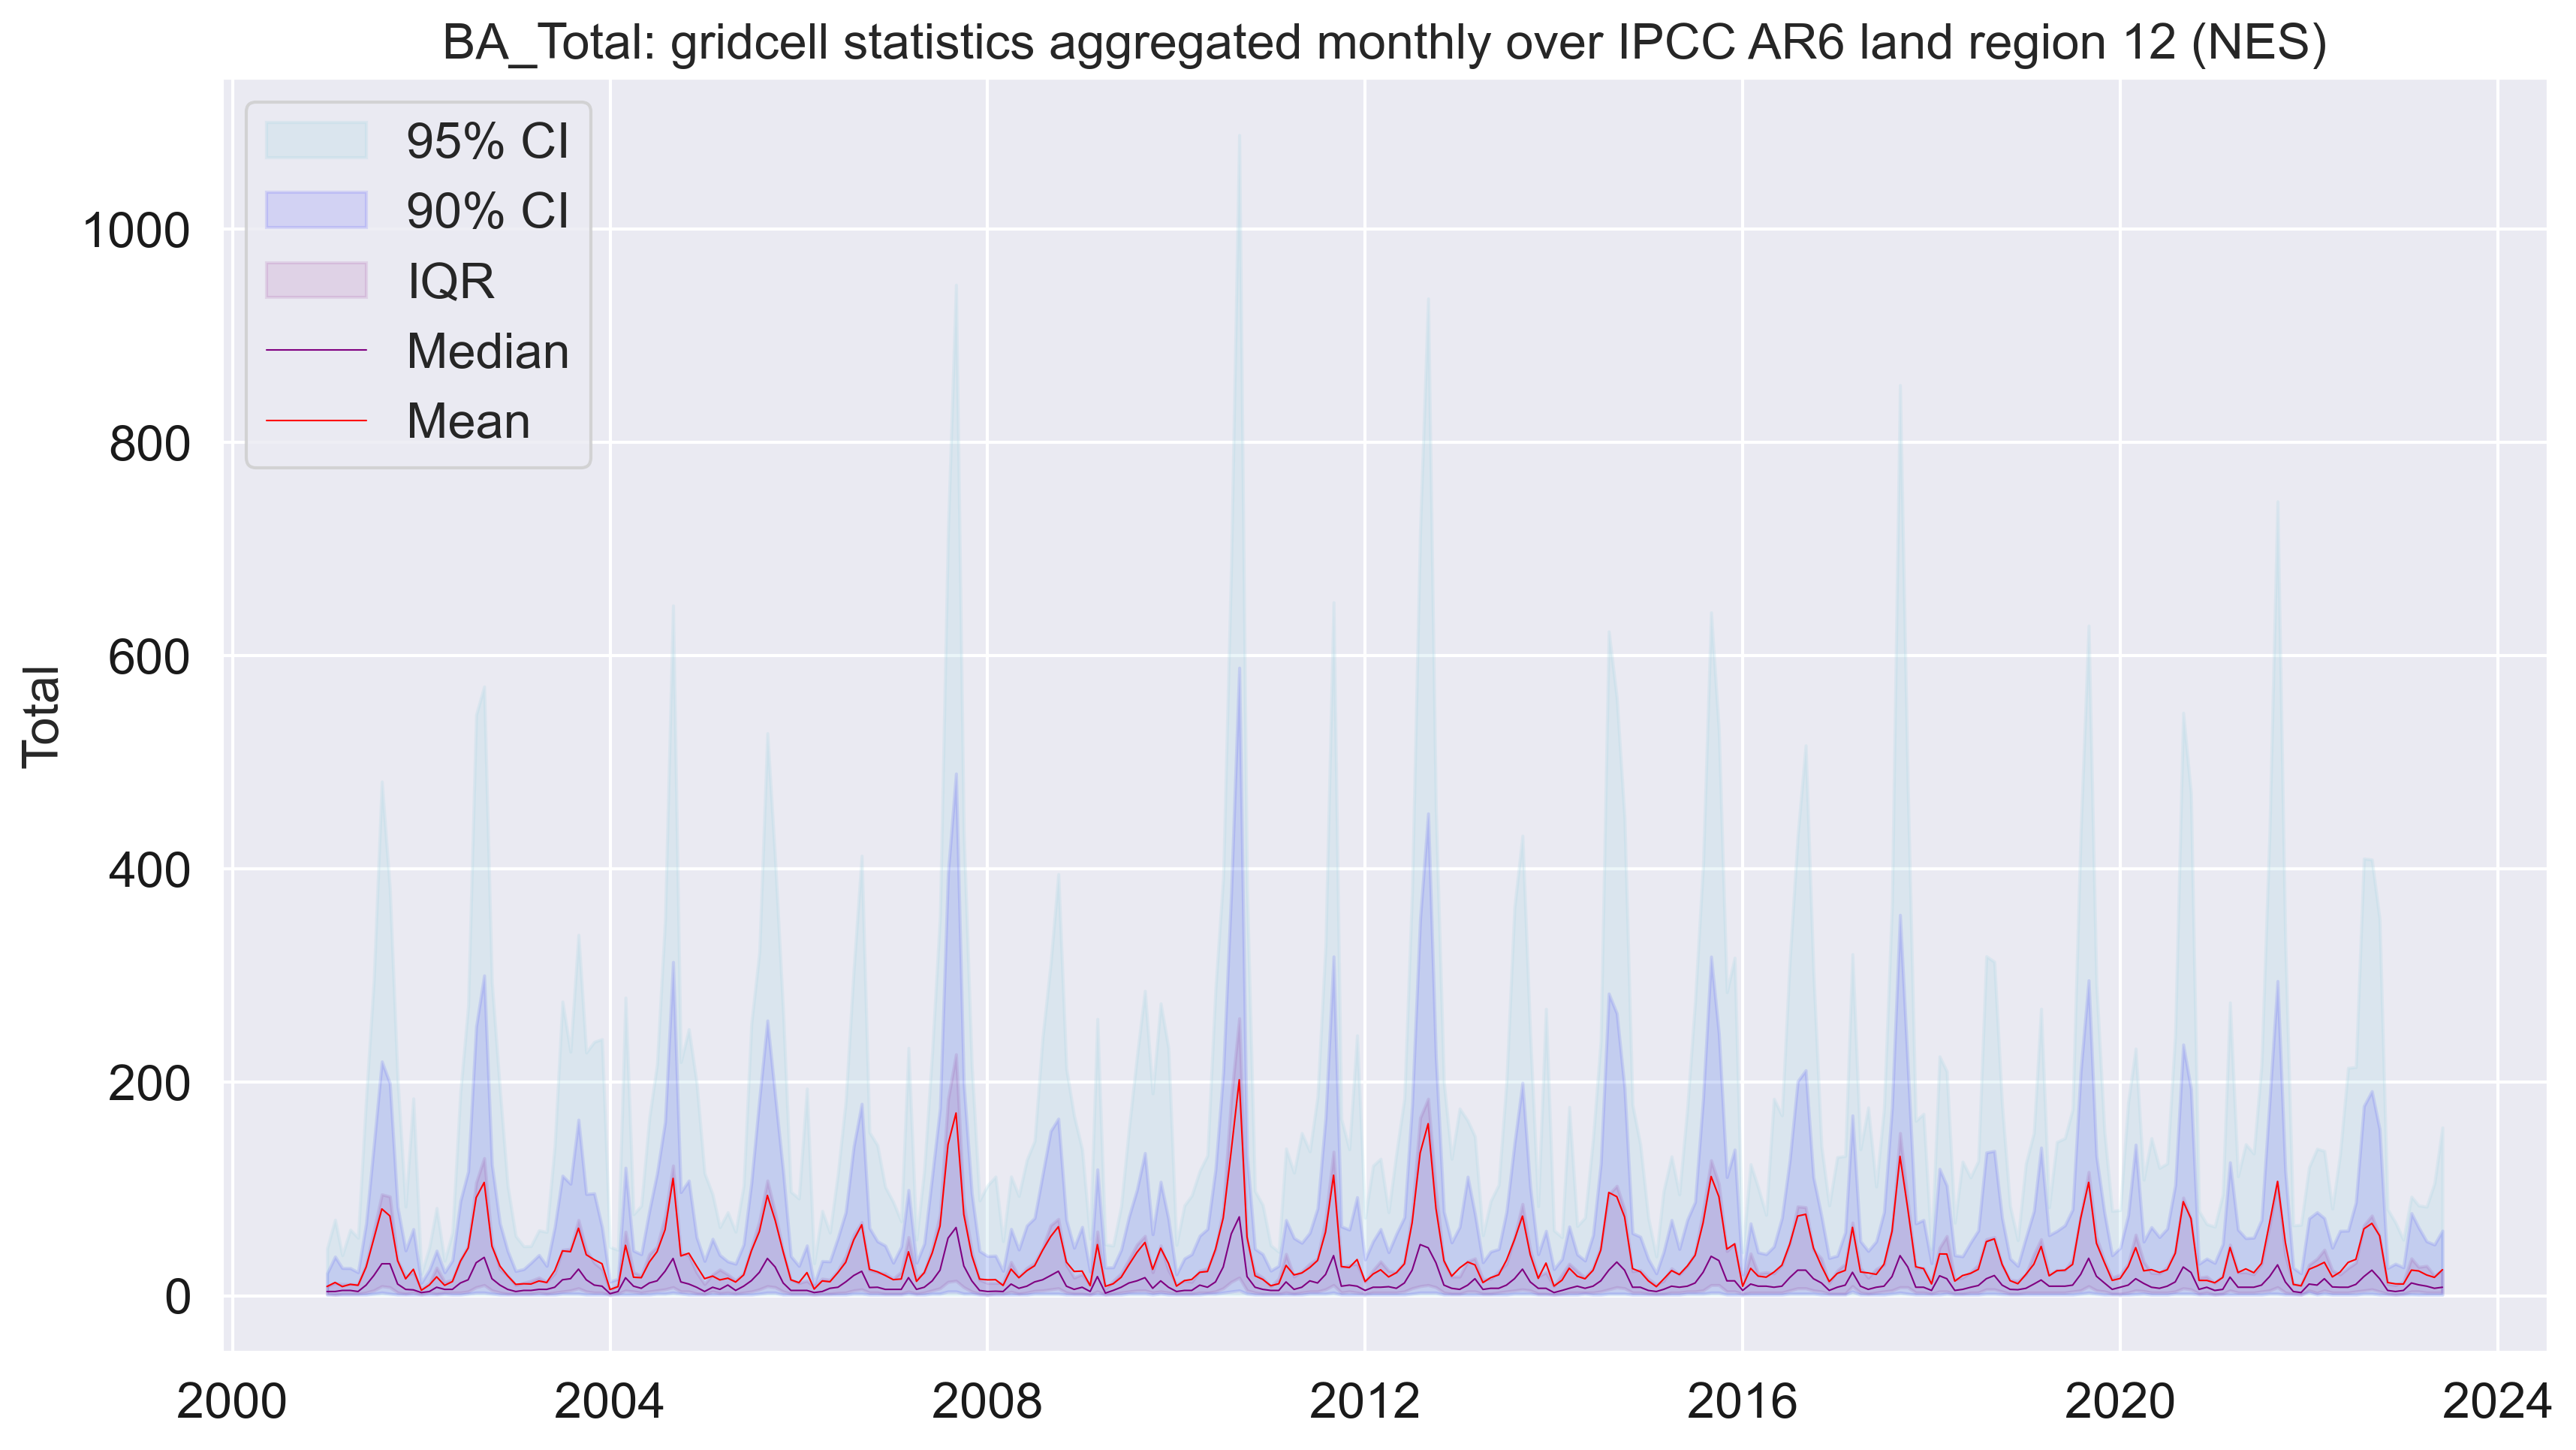 BA_Total: gridcell statistics aggregated monthly over IPCC AR6 land region 12 (NES)
95% CI
90% CI
IQR
Median
Mean
Total
1000
800
600
400
200
0
2000 2004 2008 2012 2016 2020 2024